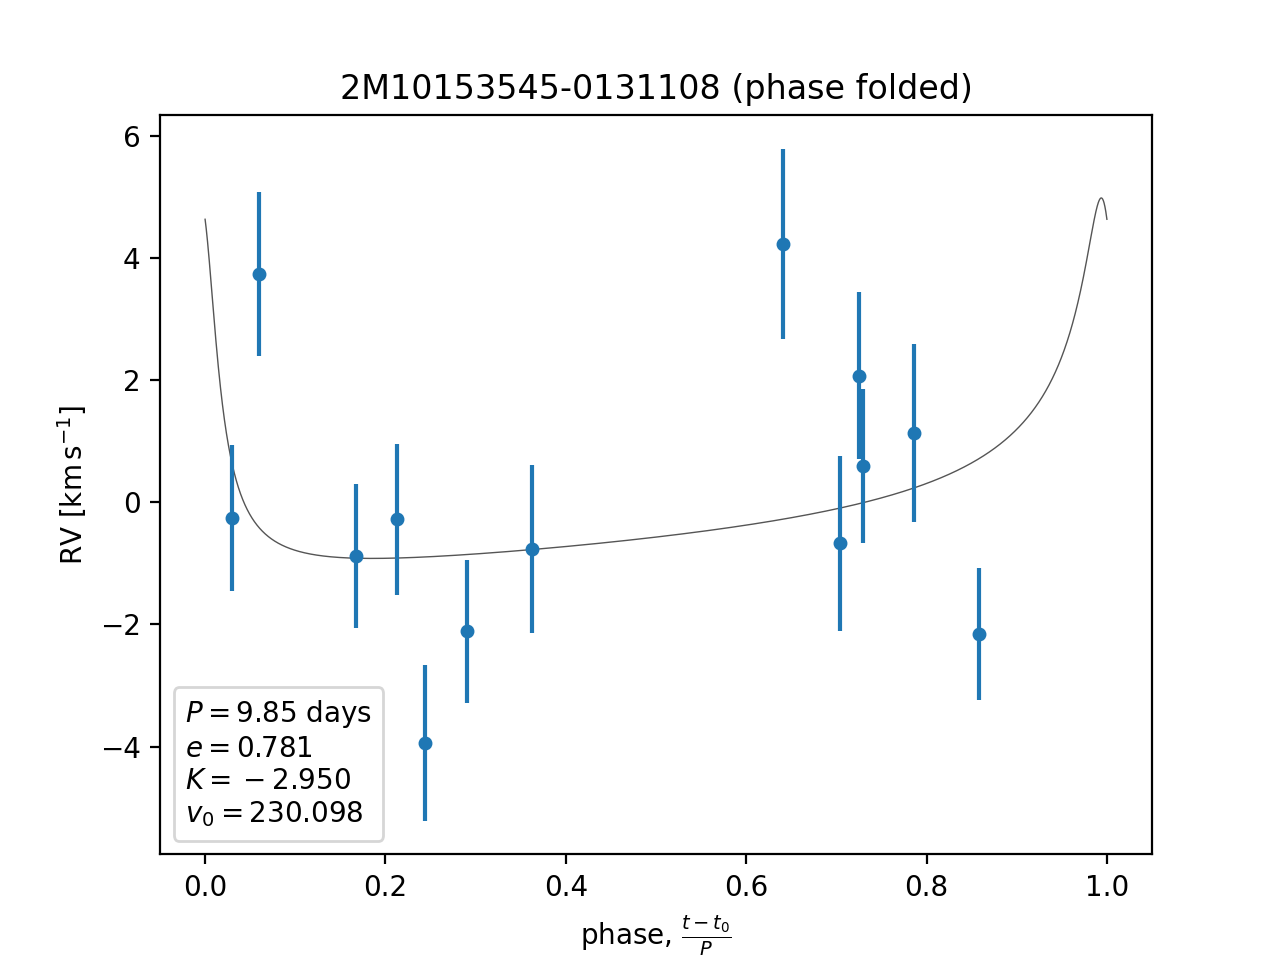 2M10153545-0131108 (phase folded)
6
4
2
0
−2
−4
RV [km s⁻¹]
P = 9.85 days
e = 0.781
K = − 2.950
v₀ = 230.098
0.0 0.2 0.4 0.6 0.8 1.0
phase, (t − t₀)/P